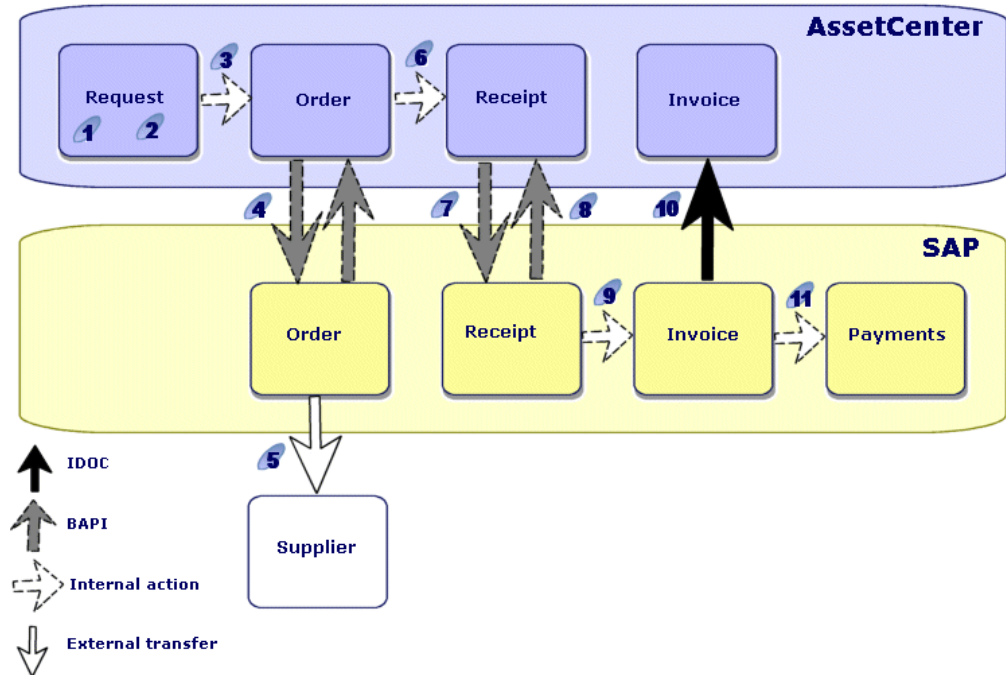 AssetCenter
3
6
Request
Order
Receipt
Invoice
1
2
4
7
8
10
SAP
9
11
Order
Receipt
Invoice
Payments
5
IDOC
BAPI
Supplier
Internal action
External transfer